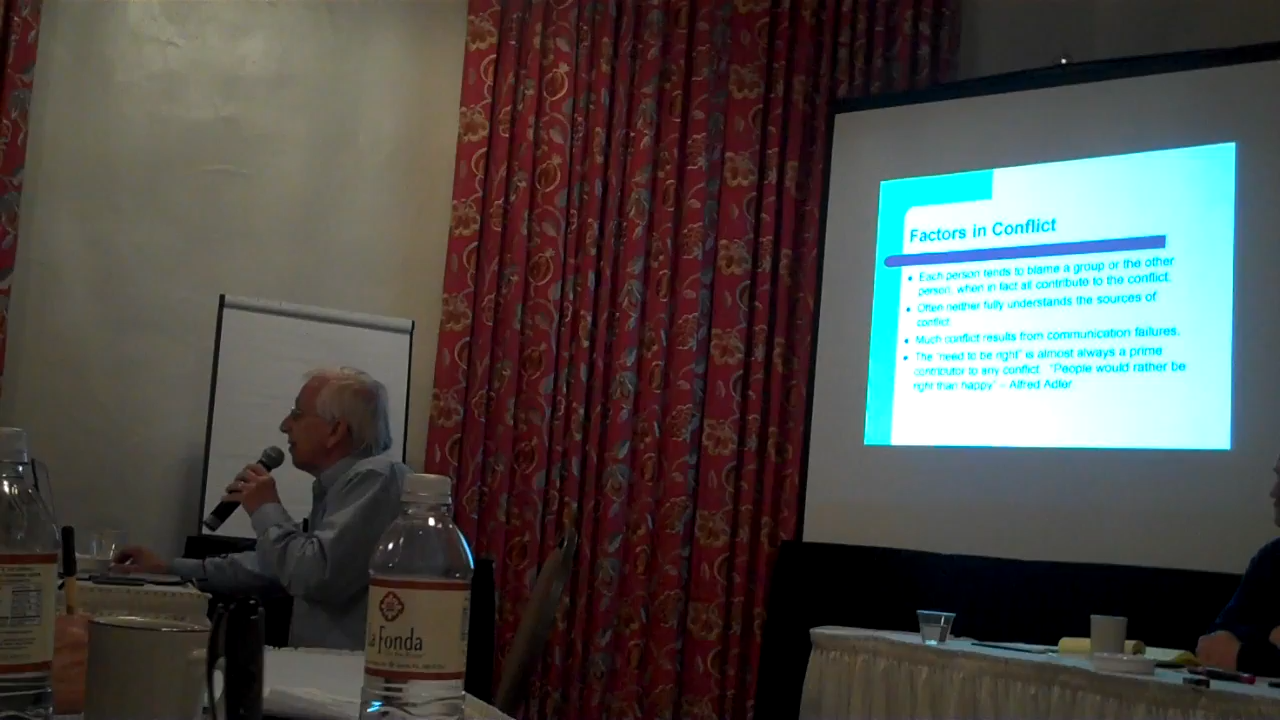 Factors in Conflict
• Each person tends to blame a group or the other
person, when in fact all contribute to the conflict.
• Often neither fully understands the sources of
conflict.
• Much conflict results from communication failures.
• The "need to be right" is almost always a prime
contributor to any conflict. "People would rather be
right than happy" – Alfred Adler
La Fonda